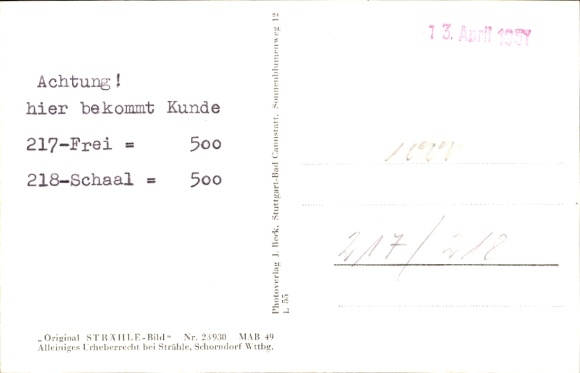 Achtung!
hier bekommt Kunde
217-Frei = 500
218-Schaal = 500
„Original STRÄHLE-Bild“ Nr. 23930 MAB 49
Alleiniges Urheberrecht bei Strähle, Schorndorf Wttbg.
Photoverlag J. Beck, Stuttgart-Bad Cannstatt, Sonnenblumenweg 12
L 55
13. April 1957
1000
217/218